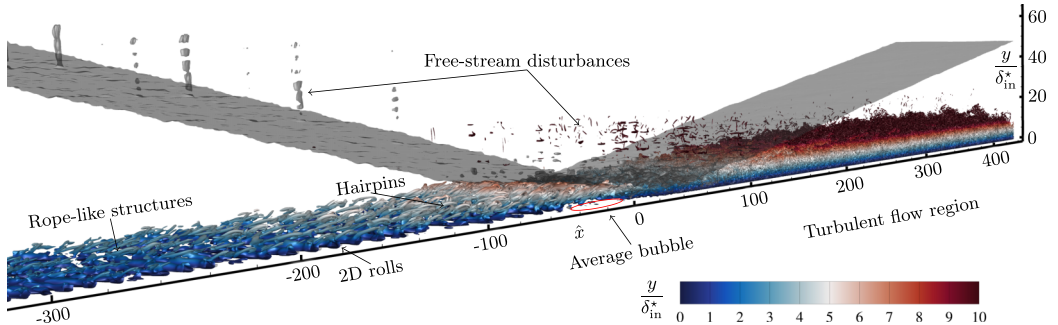 60
y
δ*in
40
20
0
Free-stream disturbances
Hairpins
Rope-like structures
2D rolls
Average bubble
Turbulent flow region
-300
-200
-100
0
100
200
300
400
x̂
y
δ*in
0 1 2 3 4 5 6 7 8 9 10